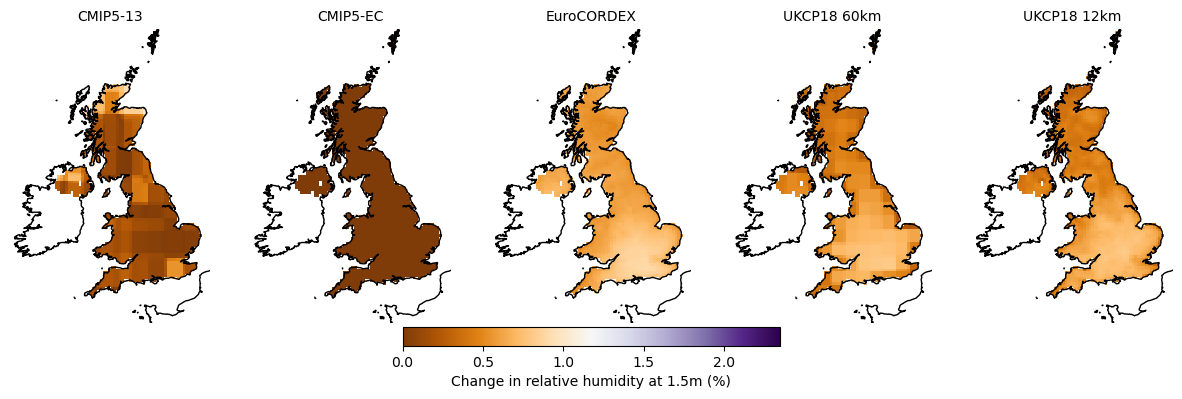 CMIP5-13 CMIP5-EC EuroCORDEX UKCP18 60km UKCP18 12km
0.0 0.5 1.0 1.5 2.0
Change in relative humidity at 1.5m (%)